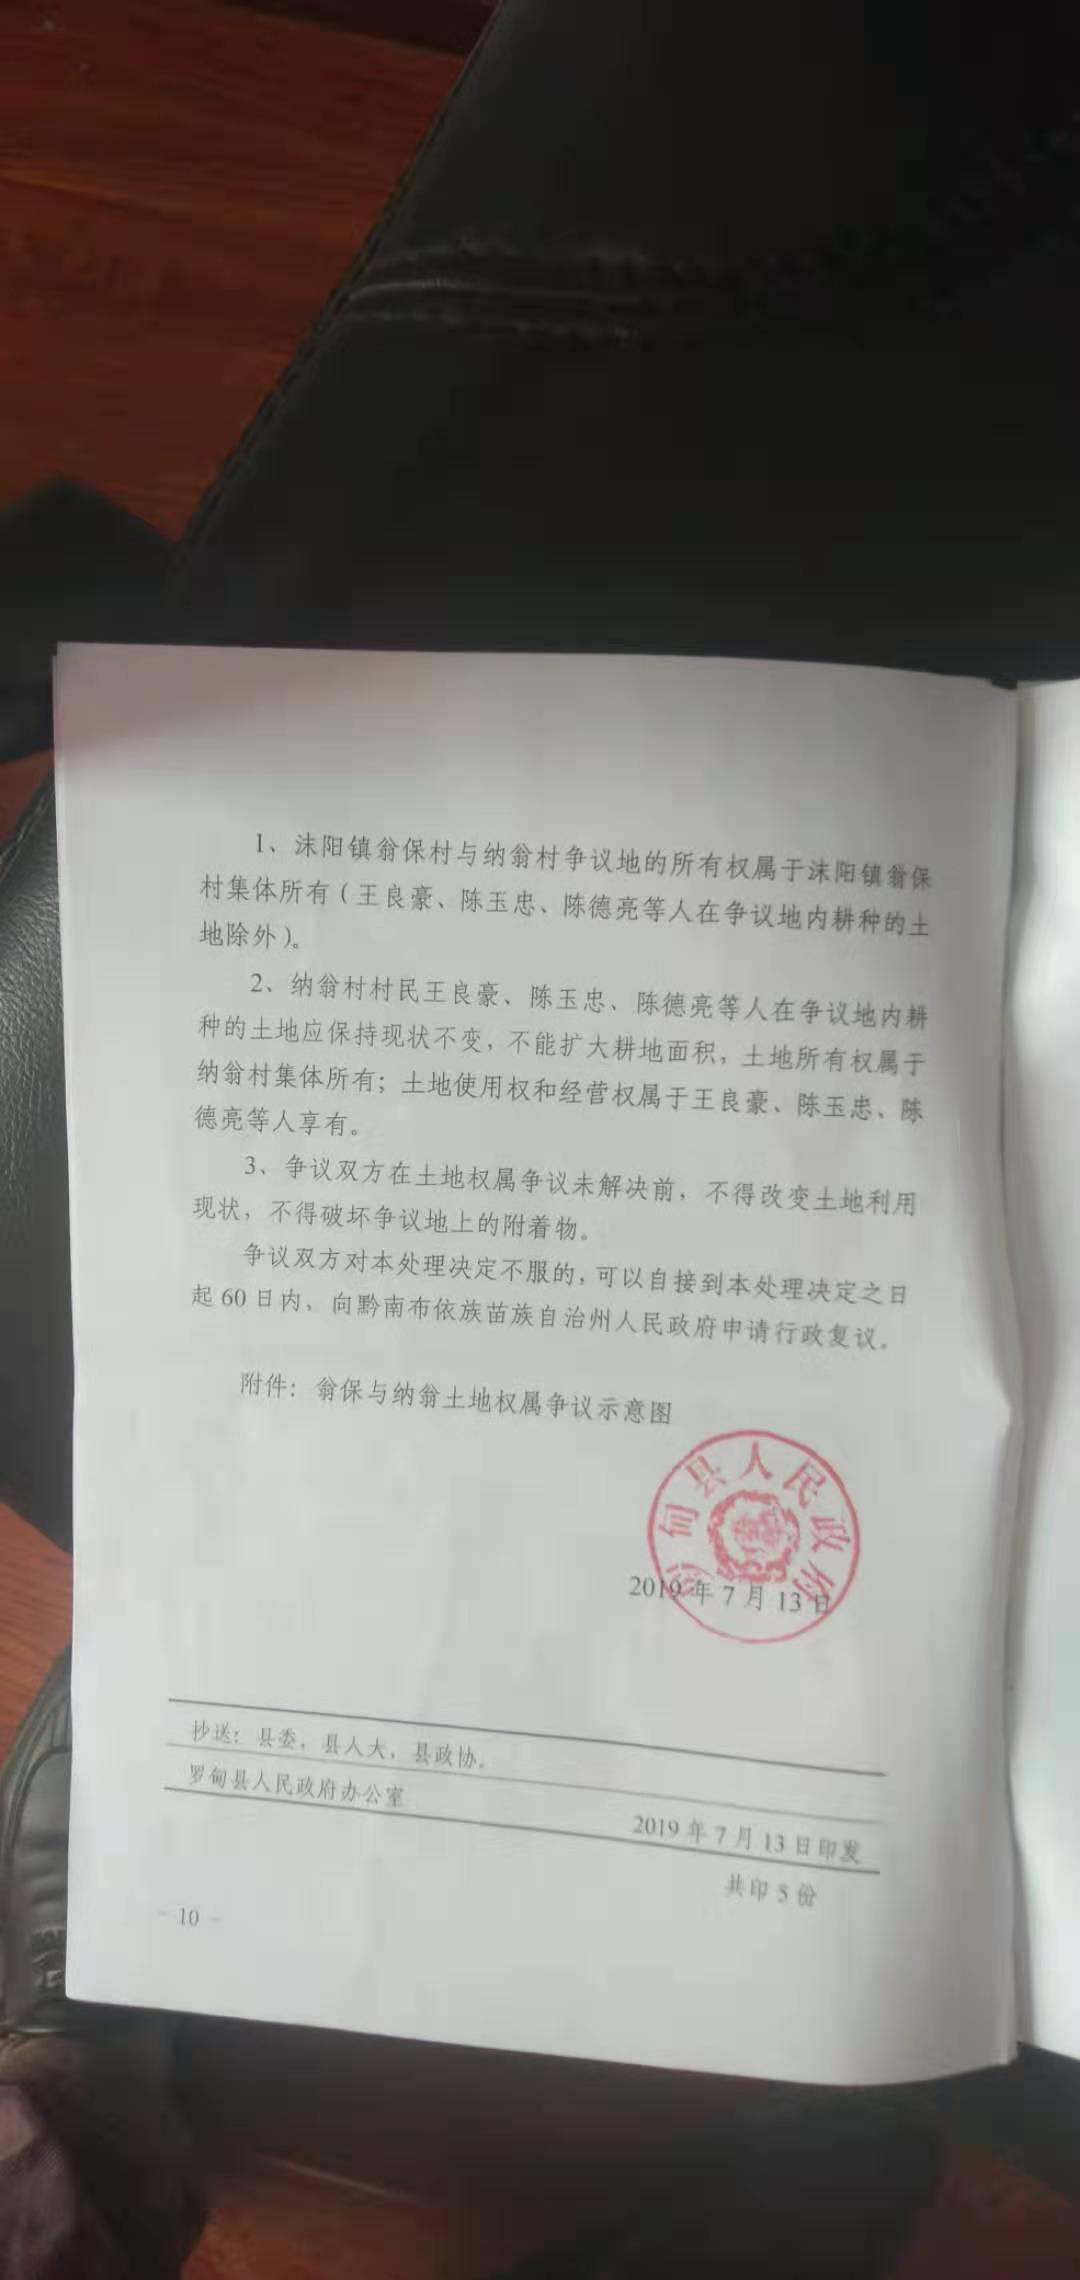 1、沫阳镇翁保村与纳翁村争议地的所有权属于沫阳镇翁保
村集体所有（王良豪、陈玉忠、陈德亮等人在争议地内耕种的土
地除外）。
2、纳翁村村民王良豪、陈玉忠、陈德亮等人在争议地内耕
种的土地应保持现状不变，不能扩大耕地面积，土地所有权属于
纳翁村集体所有；土地使用权和经营权属于王良豪、陈玉忠、陈
德亮等人享有。
3、争议双方在土地权属争议未解决前，不得改变土地利用
现状，不得破坏争议地上的附着物。
争议双方对本处理决定不服的，可以自接到本处理决定之日
起60日内，向黔南布依族苗族自治州人民政府申请行政复议。
附件：翁保与纳翁土地权属争议示意图
罗甸县人民政府
2019年7月13日
抄送：县委，县人大，县政协。
罗甸县人民政府办公室
2019年7月13日印发
共印5份
- 10 -